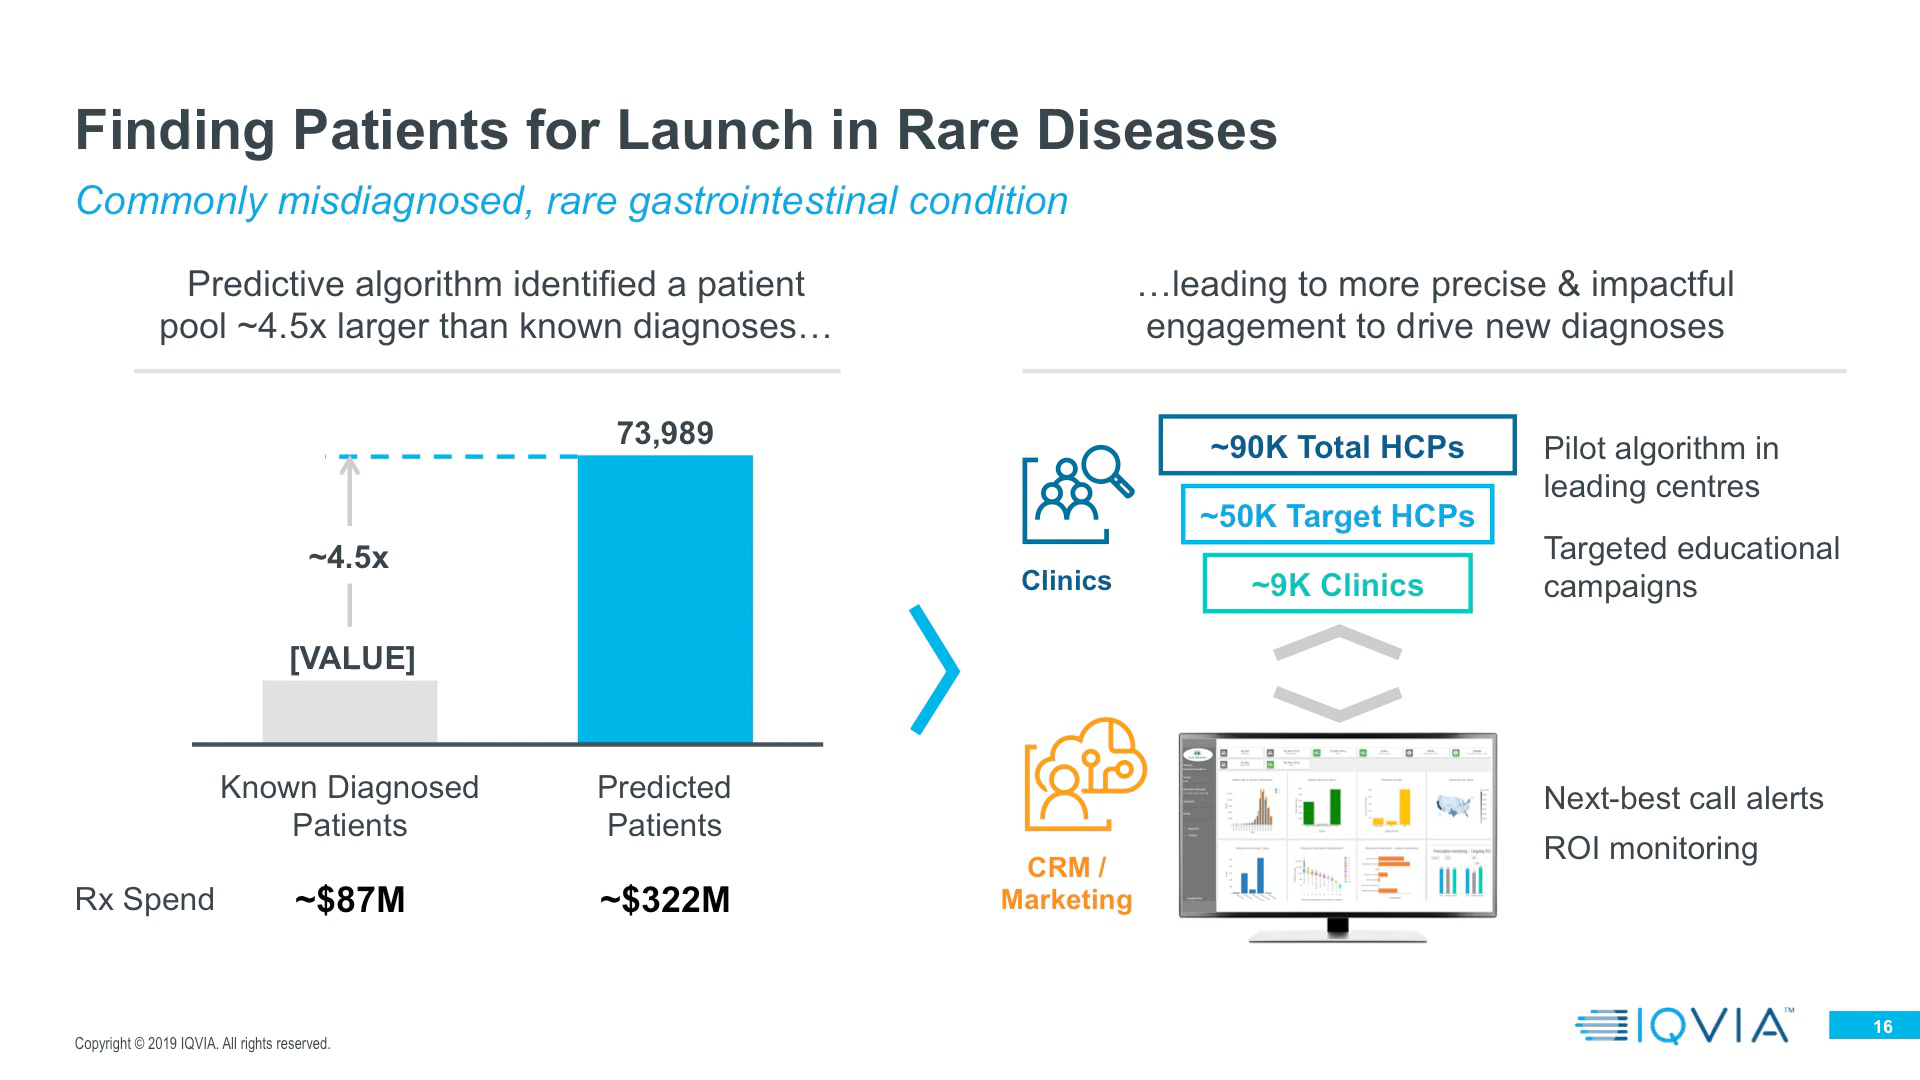 Finding Patients for Launch in Rare Diseases
Commonly misdiagnosed, rare gastrointestinal condition
Predictive algorithm identified a patient
pool ~4.5x larger than known diagnoses…
…leading to more precise & impactful
engagement to drive new diagnoses
73,989
~4.5x
[VALUE]
Known Diagnosed
Patients
Predicted
Patients
Rx Spend
~$87M
~$322M
Clinics
~90K Total HCPs
~50K Target HCPs
~9K Clinics
Pilot algorithm in
leading centres
Targeted educational
campaigns
CRM /
Marketing
Next-best call alerts
ROI monitoring
Copyright © 2019 IQVIA. All rights reserved.
IQVIA™
16